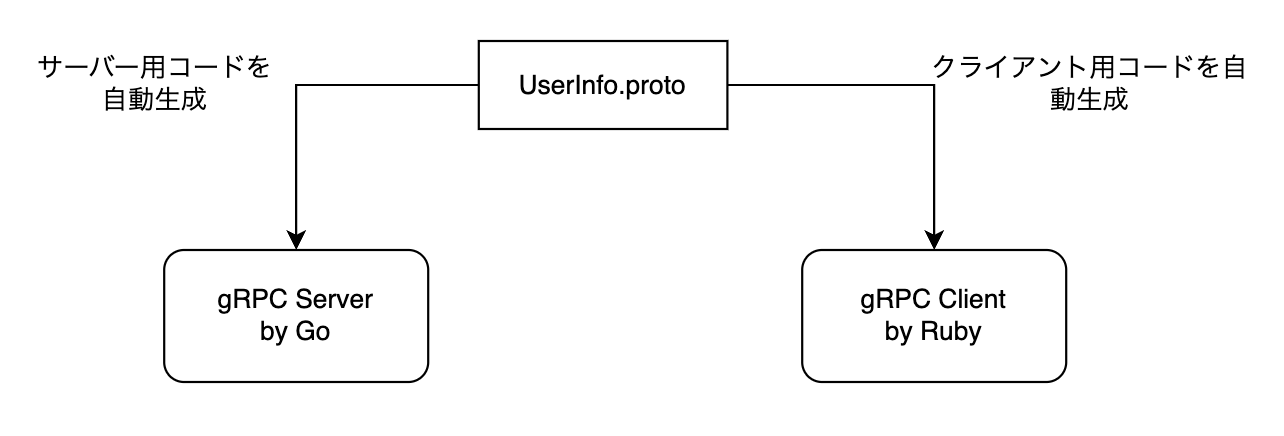 サーバー用コードを
自動生成
UserInfo.proto
クライアント用コードを自
動生成
gRPC Server
by Go
gRPC Client
by Ruby